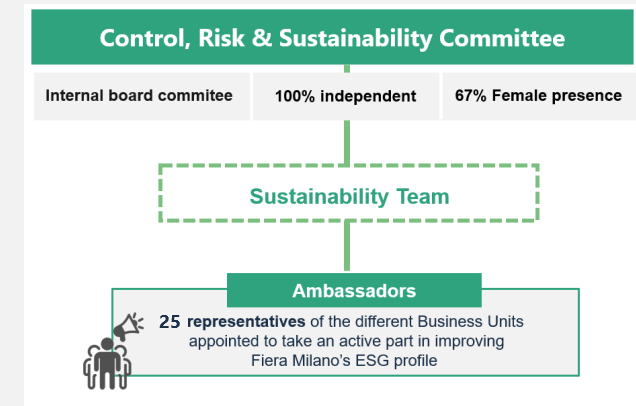 Control, Risk & Sustainability Committee
Internal board commitee
100% independent
67% Female presence
Sustainability Team
Ambassadors
25 representatives of the different Business Units
appointed to take an active part in improving
Fiera Milano's ESG profile